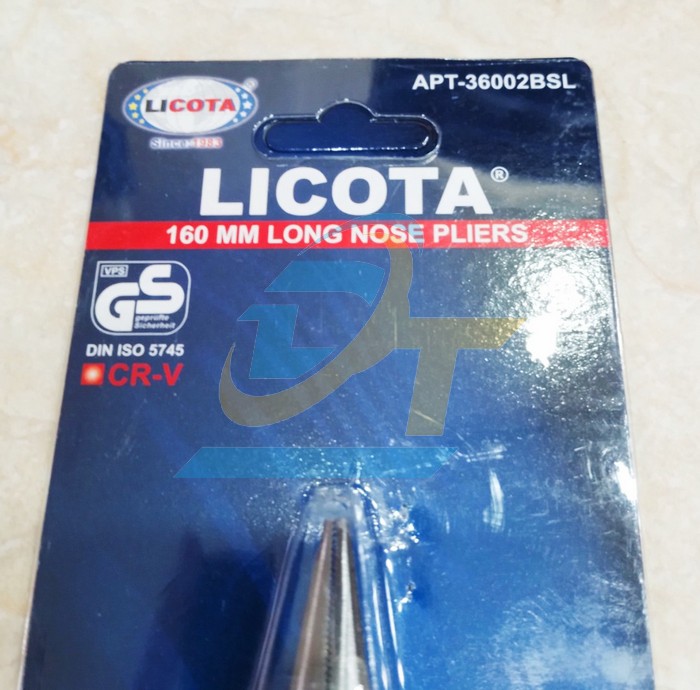 LICOTA®
Since:1983
APT-36002BSL
LICOTA®
160 MM LONG NOSE PLIERS
VPS
GS
geprüfte
Sicherheit
DIN ISO 5745
CR-V
DT